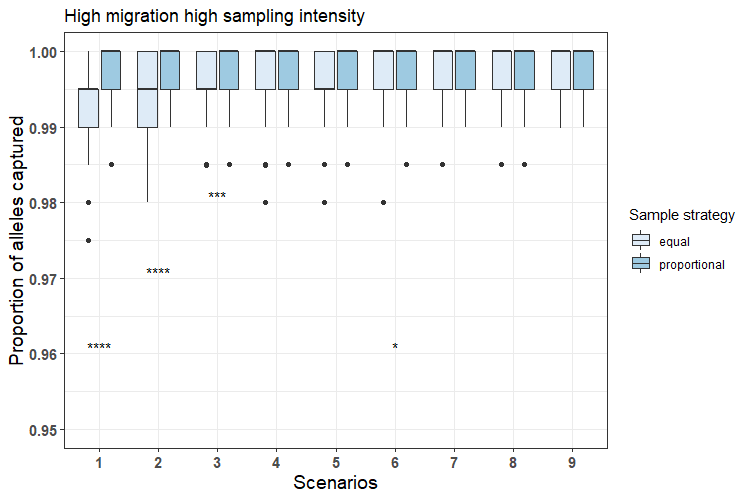 High migration high sampling intensity
Proportion of alleles captured
1.00
0.99
0.98
0.97
0.96
0.95
***
****
****
*
1 2 3 4 5 6 7 8 9
Scenarios
Sample strategy
equal
proportional